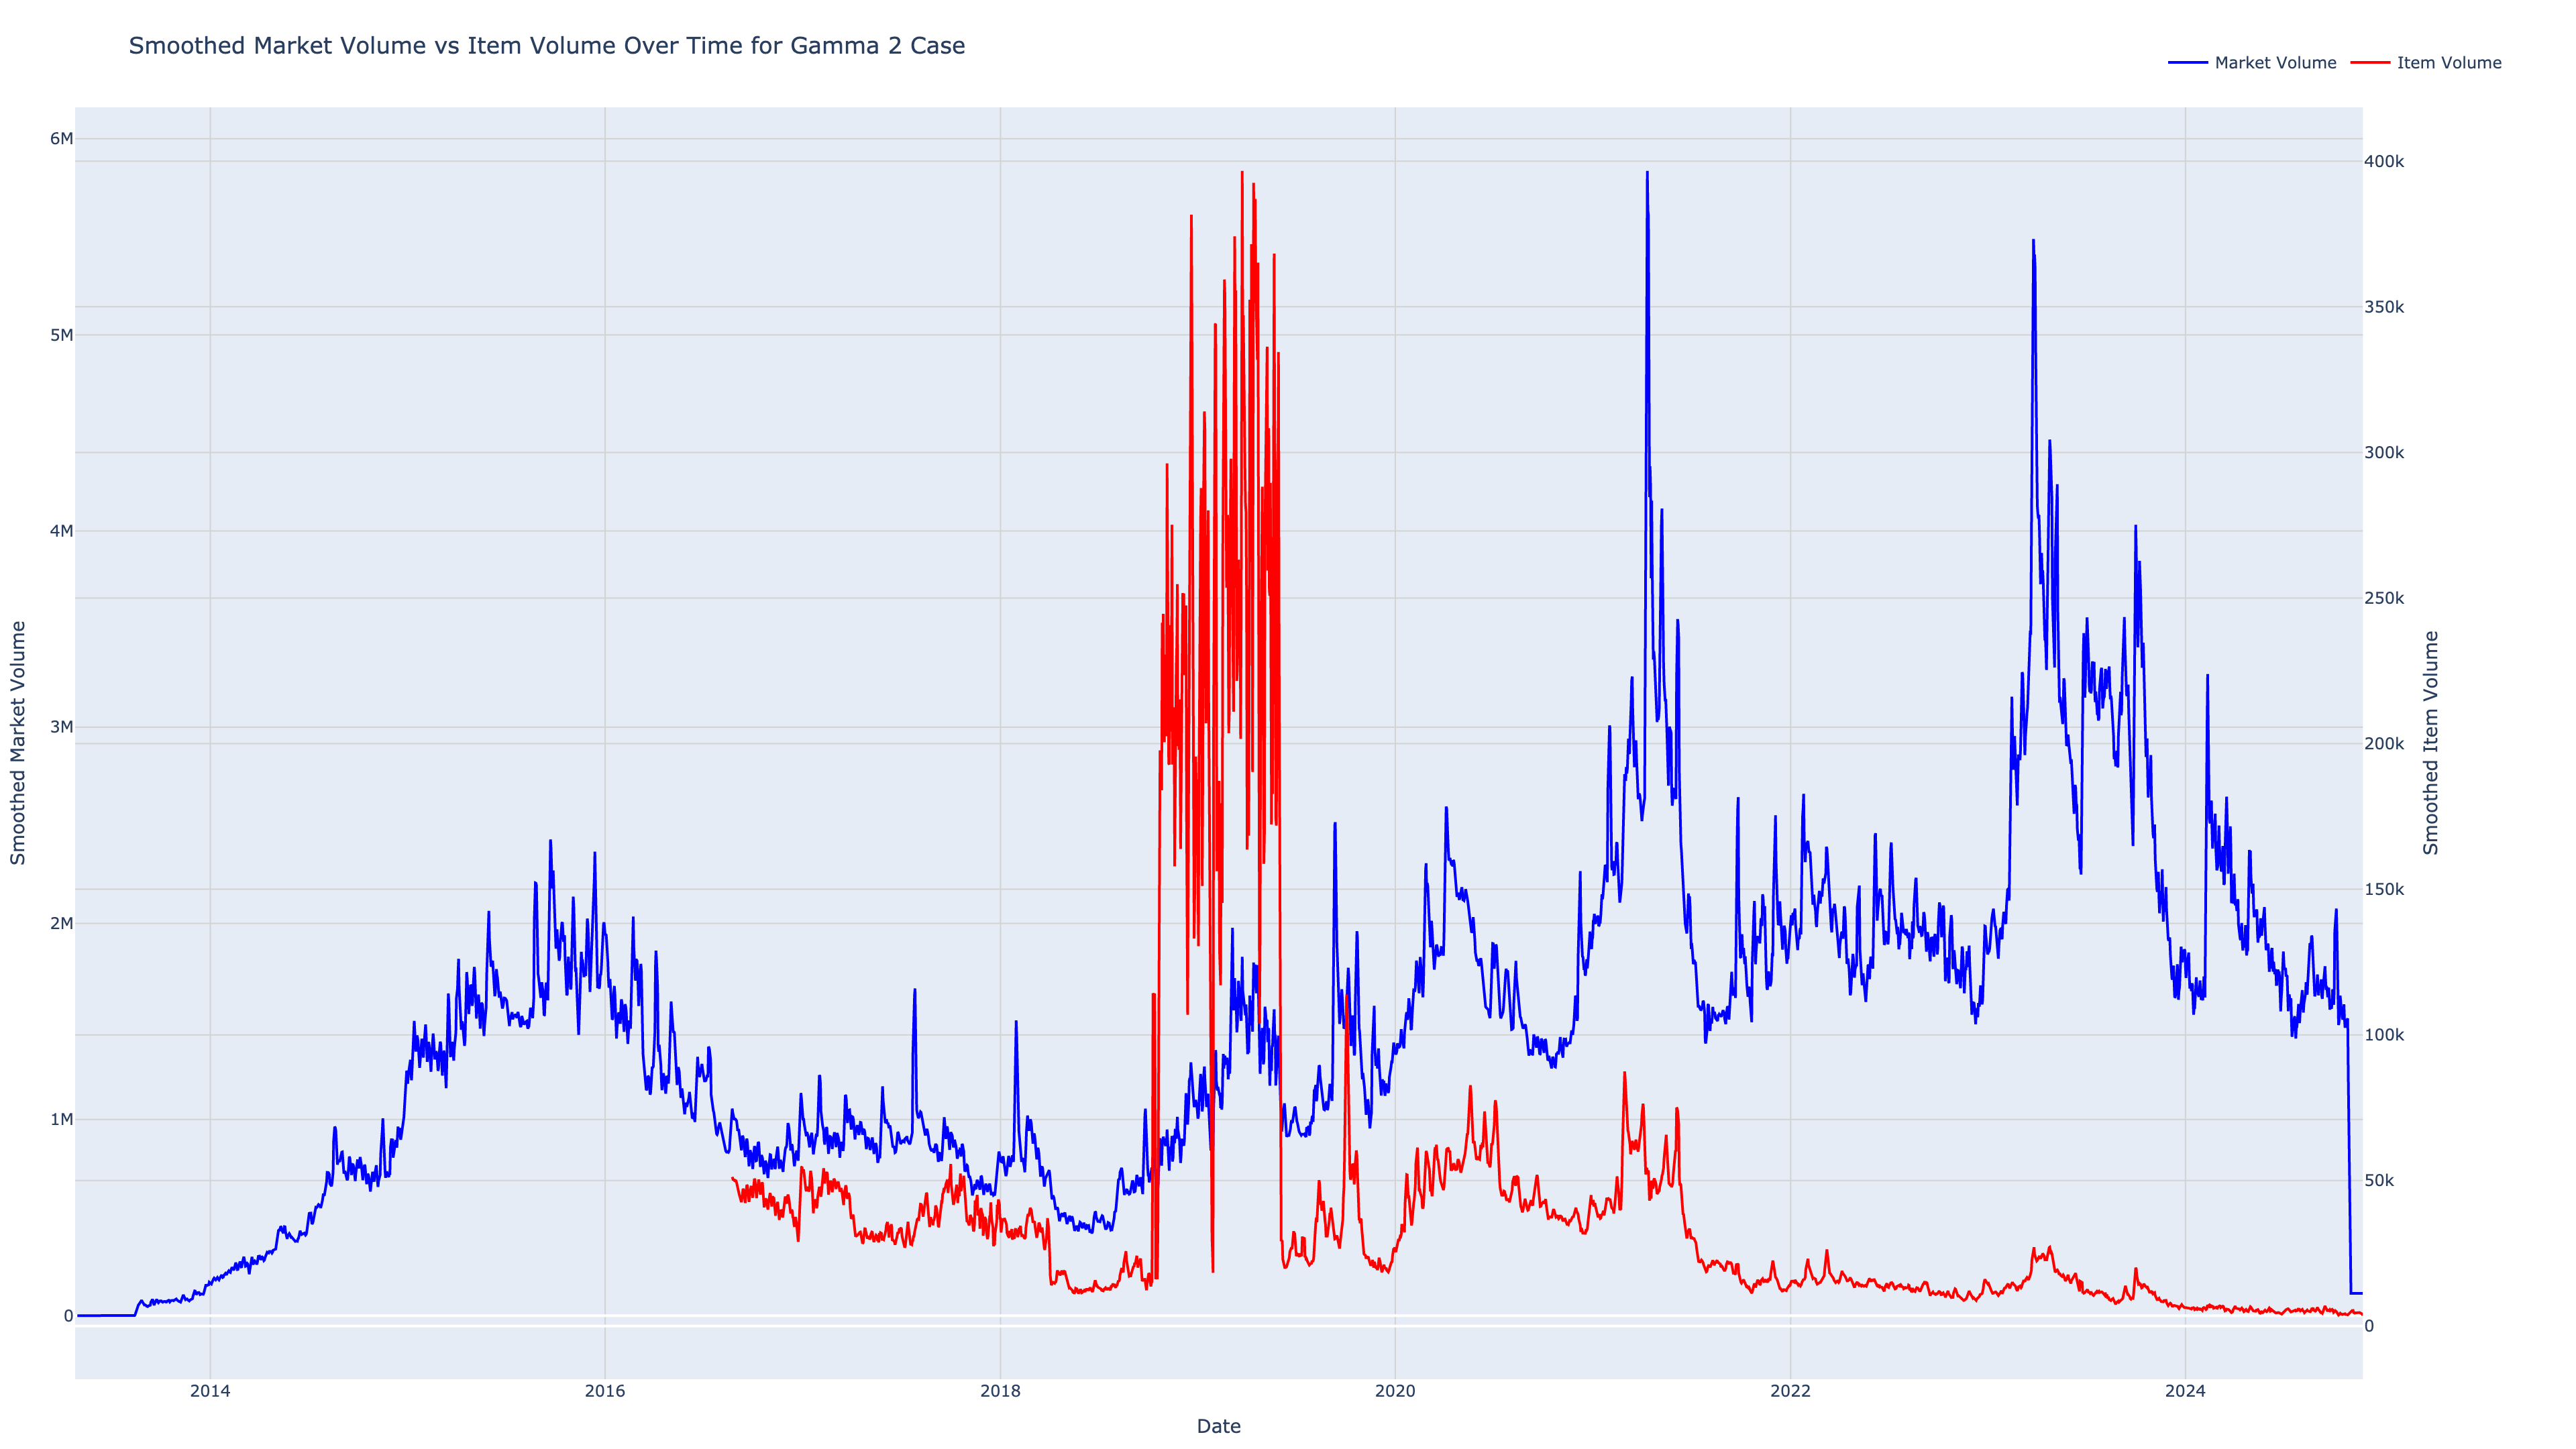 Smoothed Market Volume vs Item Volume Over Time for Gamma 2 Case
Market Volume
Item Volume
6M
5M
4M
3M
2M
1M
0
400k
350k
300k
250k
200k
150k
100k
50k
0
Smoothed Market Volume
Smoothed Item Volume
2014
2016
2018
2020
2022
2024
Date